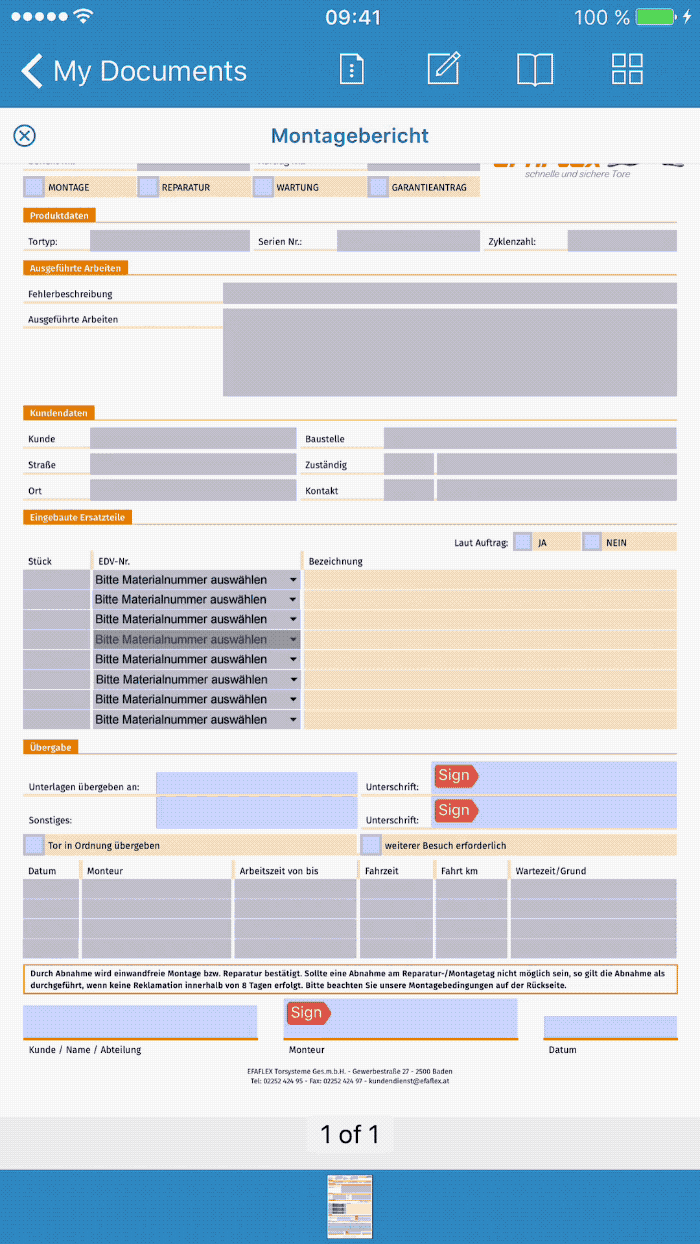 09:41
100 %
My Documents
Montagebericht
schnelle und sichere Tore
MONTAGE REPARATUR WARTUNG GARANTIEANTRAG
Produktdaten
Tortyp: Serien Nr.: Zyklenzahl:
Ausgeführte Arbeiten
Fehlerbeschreibung
Ausgeführte Arbeiten
Kundendaten
Kunde Baustelle
Straße Zuständig
Ort Kontakt
Eingebaute Ersatzteile
Laut Auftrag: JA NEIN
Stück EDV-Nr. Bezeichnung
Bitte Materialnummer auswählen
Bitte Materialnummer auswählen
Bitte Materialnummer auswählen
Bitte Materialnummer auswählen
Bitte Materialnummer auswählen
Bitte Materialnummer auswählen
Bitte Materialnummer auswählen
Bitte Materialnummer auswählen
Übergabe
Unterlagen übergeben an: Unterschrift: Sign
Sonstiges: Unterschrift: Sign
Tor in Ordnung übergeben weiterer Besuch erforderlich
Datum Monteur Arbeitszeit von bis Fahrzeit Fahrt km Wartezeit/Grund
Durch Abnahme wird einwandfreie Montage bzw. Reparatur bestätigt. Sollte eine Abnahme am Reparatur-/Montagetag nicht möglich sein, so gilt die Abnahme als
durchgeführt, wenn keine Reklamation innerhalb von 8 Tagen erfolgt. Bitte beachten Sie unsere Montagebedingungen auf der Rückseite.
Sign
Kunde / Name / Abteilung Monteur Datum
EFAFLEX Torsysteme Ges.m.b.H. - Gewerbestraße 27 - 2500 Baden
Tel: 02252 424 95 - Fax: 02252 424 97 - kundendienst@efaflex.at
1 of 1